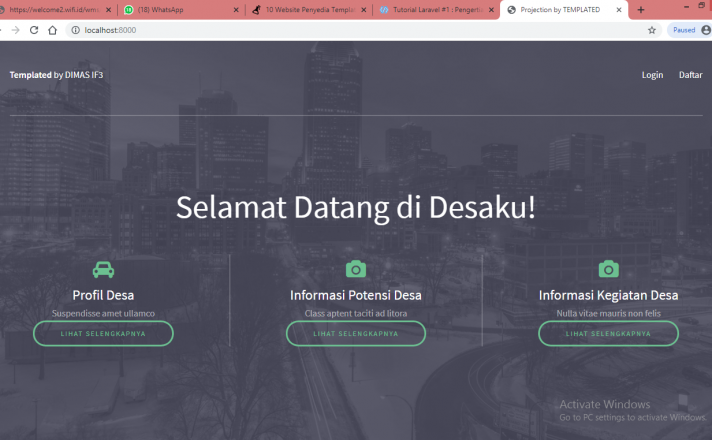 https://welcome2.wifi.id/wms
(18) WhatsApp
10 Website Penyedia Templa
Tutorial Laravel #1 : Pengerti
Projection by TEMPLATED
localhost:8000
Paused
Templated by DIMAS IF3
Login Daftar
Selamat Datang di Desaku!
Profil Desa
Suspendisse amet ullamco
LIHAT SELENGKAPNYA
Informasi Potensi Desa
Class aptent taciti ad litora
LIHAT SELENGKAPNYA
Informasi Kegiatan Desa
Nulla vitae mauris non felis
LIHAT SELENGKAPNYA
Activate Windows
Go to PC settings to activate Windows.